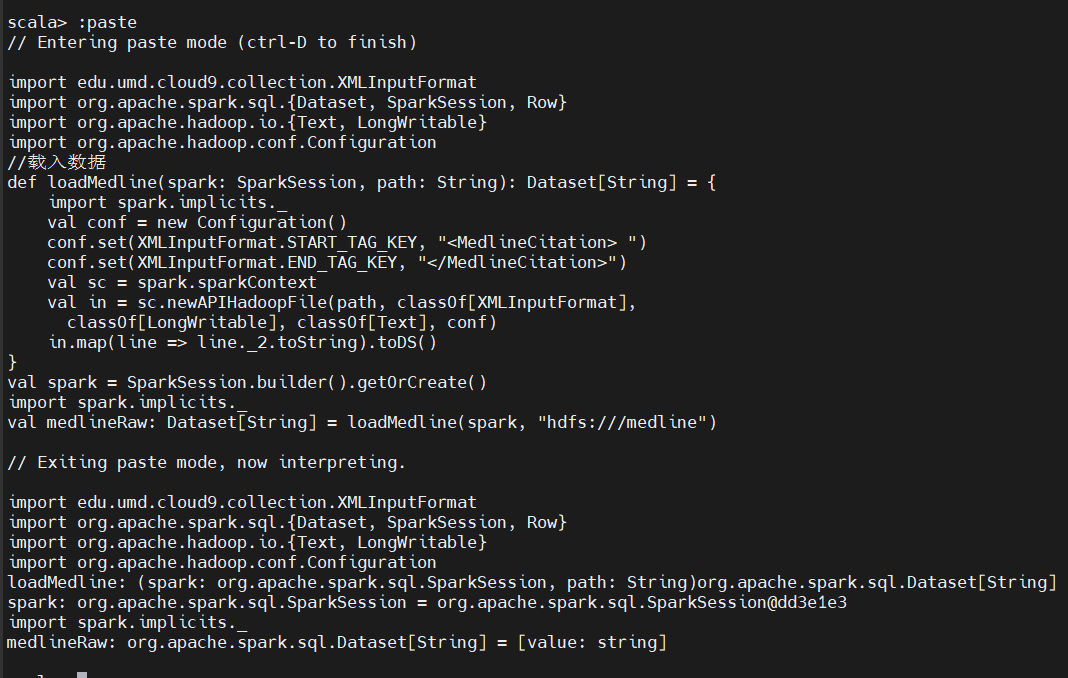 scala> :paste
// Entering paste mode (ctrl-D to finish)
import edu.umd.cloud9.collection.XMLInputFormat
import org.apache.spark.sql.{Dataset, SparkSession, Row}
import org.apache.hadoop.io.{Text, LongWritable}
import org.apache.hadoop.conf.Configuration
//载入数据
def loadMedline(spark: SparkSession, path: String): Dataset[String] = {
    import spark.implicits._
    val conf = new Configuration()
    conf.set(XMLInputFormat.START_TAG_KEY, "<MedlineCitation> ")
    conf.set(XMLInputFormat.END_TAG_KEY, "</MedlineCitation>")
    val sc = spark.sparkContext
    val in = sc.newAPIHadoopFile(path, classOf[XMLInputFormat],
      classOf[LongWritable], classOf[Text], conf)
    in.map(line => line._2.toString).toDS()
}
val spark = SparkSession.builder().getOrCreate()
import spark.implicits._
val medlineRaw: Dataset[String] = loadMedline(spark, "hdfs:///medline")
// Exiting paste mode, now interpreting.
import edu.umd.cloud9.collection.XMLInputFormat
import org.apache.spark.sql.{Dataset, SparkSession, Row}
import org.apache.hadoop.io.{Text, LongWritable}
import org.apache.hadoop.conf.Configuration
loadMedline: (spark: org.apache.spark.sql.SparkSession, path: String)org.apache.spark.sql.Dataset[String]
spark: org.apache.spark.sql.SparkSession = org.apache.spark.sql.SparkSession@dd3e1e3
import spark.implicits._
medlineRaw: org.apache.spark.sql.Dataset[String] = [value: string]